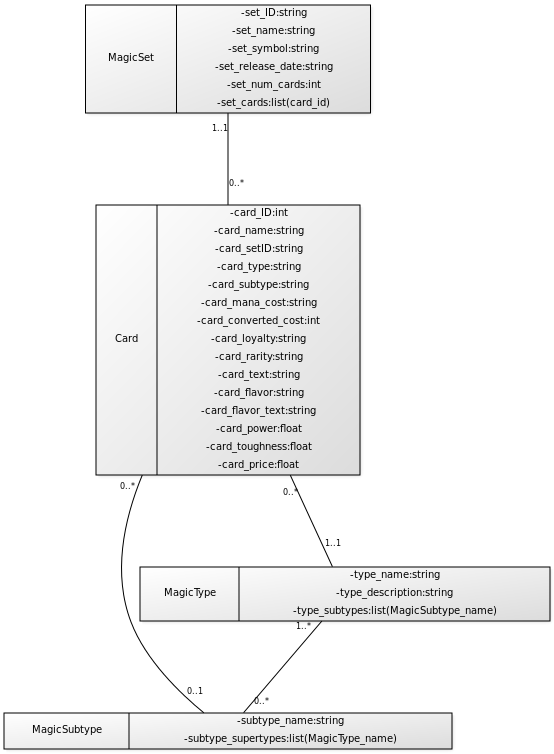 MagicSet
-set_ID:string
-set_name:string
-set_symbol:string
-set_release_date:string
-set_num_cards:int
-set_cards:list(card_id)
1..1
0..*
Card
-card_ID:int
-card_name:string
-card_setID:string
-card_type:string
-card_subtype:string
-card_mana_cost:string
-card_converted_cost:int
-card_loyalty:string
-card_rarity:string
-card_text:string
-card_flavor:string
-card_flavor_text:string
-card_power:float
-card_toughness:float
-card_price:float
0..*
0..*
1..1
MagicType
-type_name:string
-type_description:string
-type_subtypes:list(MagicSubtype_name)
1..*
0..1
0..*
MagicSubtype
-subtype_name:string
-subtype_supertypes:list(MagicType_name)